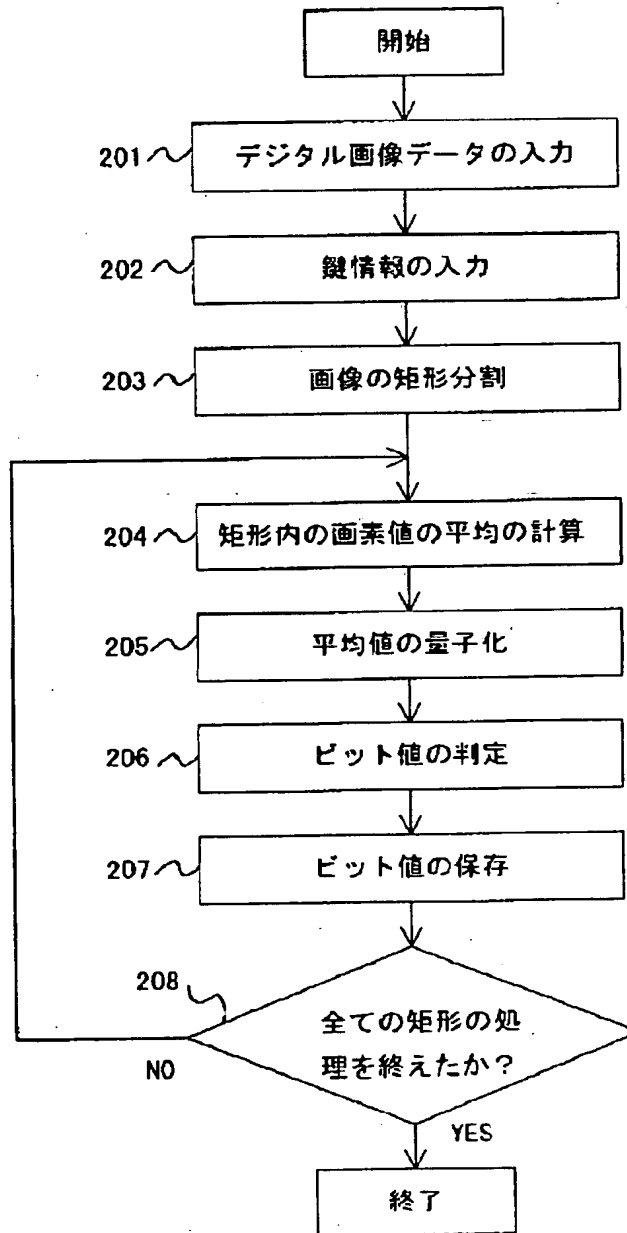 開始
201
デジタル画像データの入力
202
鍵情報の入力
203
画像の矩形分割
204
矩形内の画素値の平均の計算
205
平均値の量子化
206
ビット値の判定
207
ビット値の保存
208
全ての矩形の処
理を終えたか?
NO
YES
終了